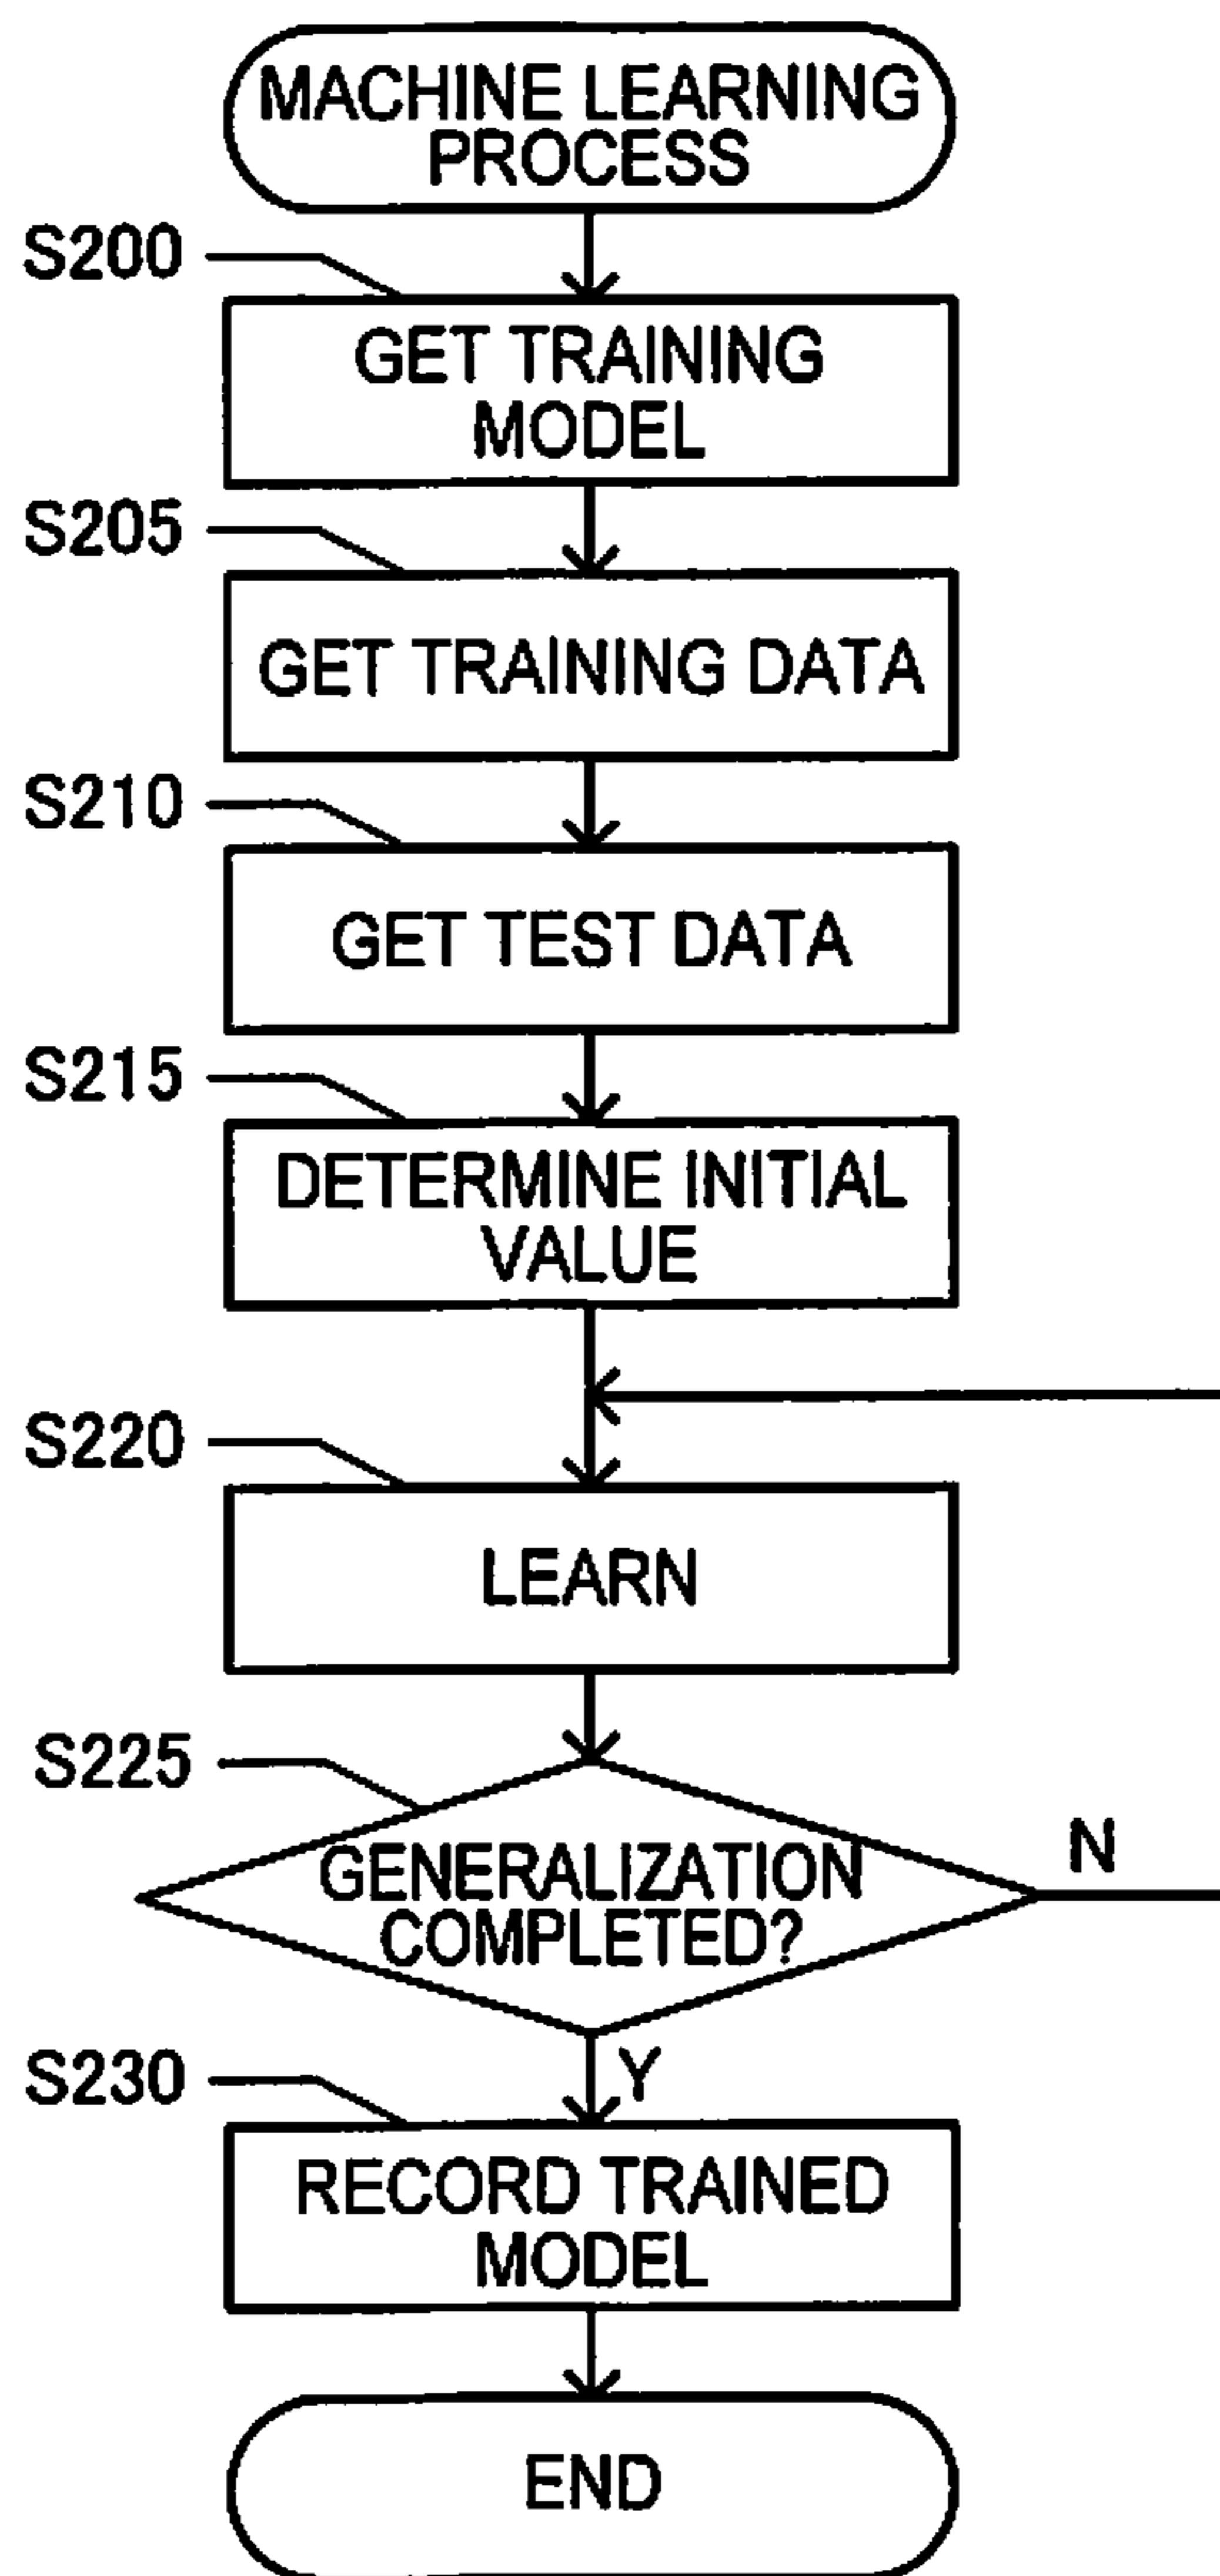 MACHINE LEARNING
PROCESS
S200
GET TRAINING
MODEL
S205
GET TRAINING DATA
S210
GET TEST DATA
S215
DETERMINE INITIAL
VALUE
S220
LEARN
S225
GENERALIZATION
COMPLETED?
N
Y
S230
RECORD TRAINED
MODEL
END